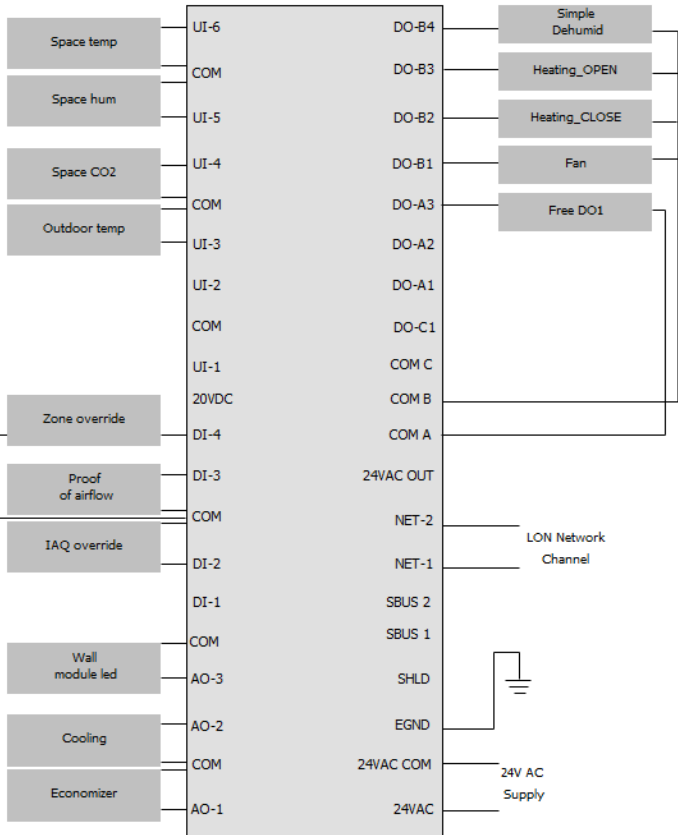 Space temp
Space hum
Space CO2
Outdoor temp
Zone override
Proof
of airflow
IAQ override
Wall
module led
Cooling
Economizer
UI-6
COM
UI-5
UI-4
COM
UI-3
UI-2
COM
UI-1
20VDC
DI-4
DI-3
COM
DI-2
DI-1
COM
AO-3
AO-2
COM
AO-1
DO-B4
DO-B3
DO-B2
DO-B1
DO-A3
DO-A2
DO-A1
DO-C1
COM C
COM B
COM A
24VAC OUT
NET-2
NET-1
SBUS 2
SBUS 1
SHLD
EGND
24VAC COM
24VAC
Simple
Dehumid
Heating_OPEN
Heating_CLOSE
Fan
Free DO1
LON Network
Channel
24V AC
Supply